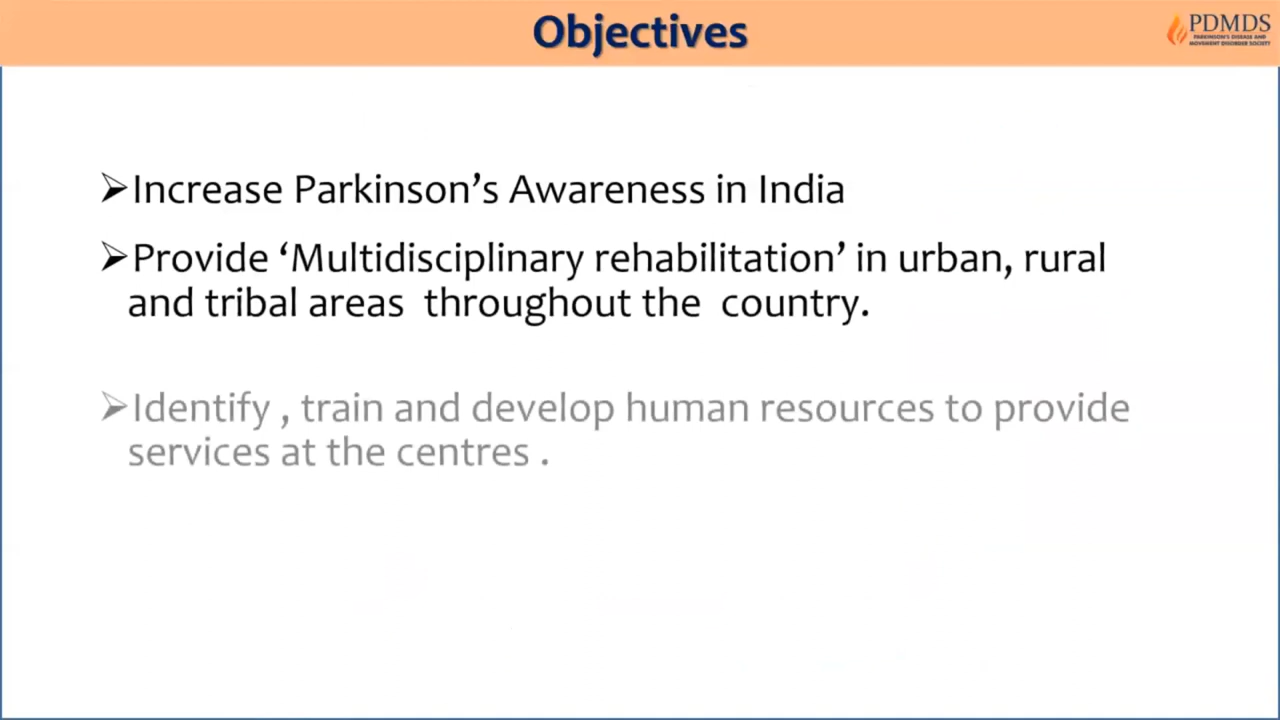 Objectives
PDMDS
PARKINSON'S DISEASE AND
MOVEMENT DISORDER SOCIETY
➢Increase Parkinson’s Awareness in India
➢Provide ‘Multidisciplinary rehabilitation’ in urban, rural
and tribal areas throughout the country.
➢Identify , train and develop human resources to provide
services at the centres .